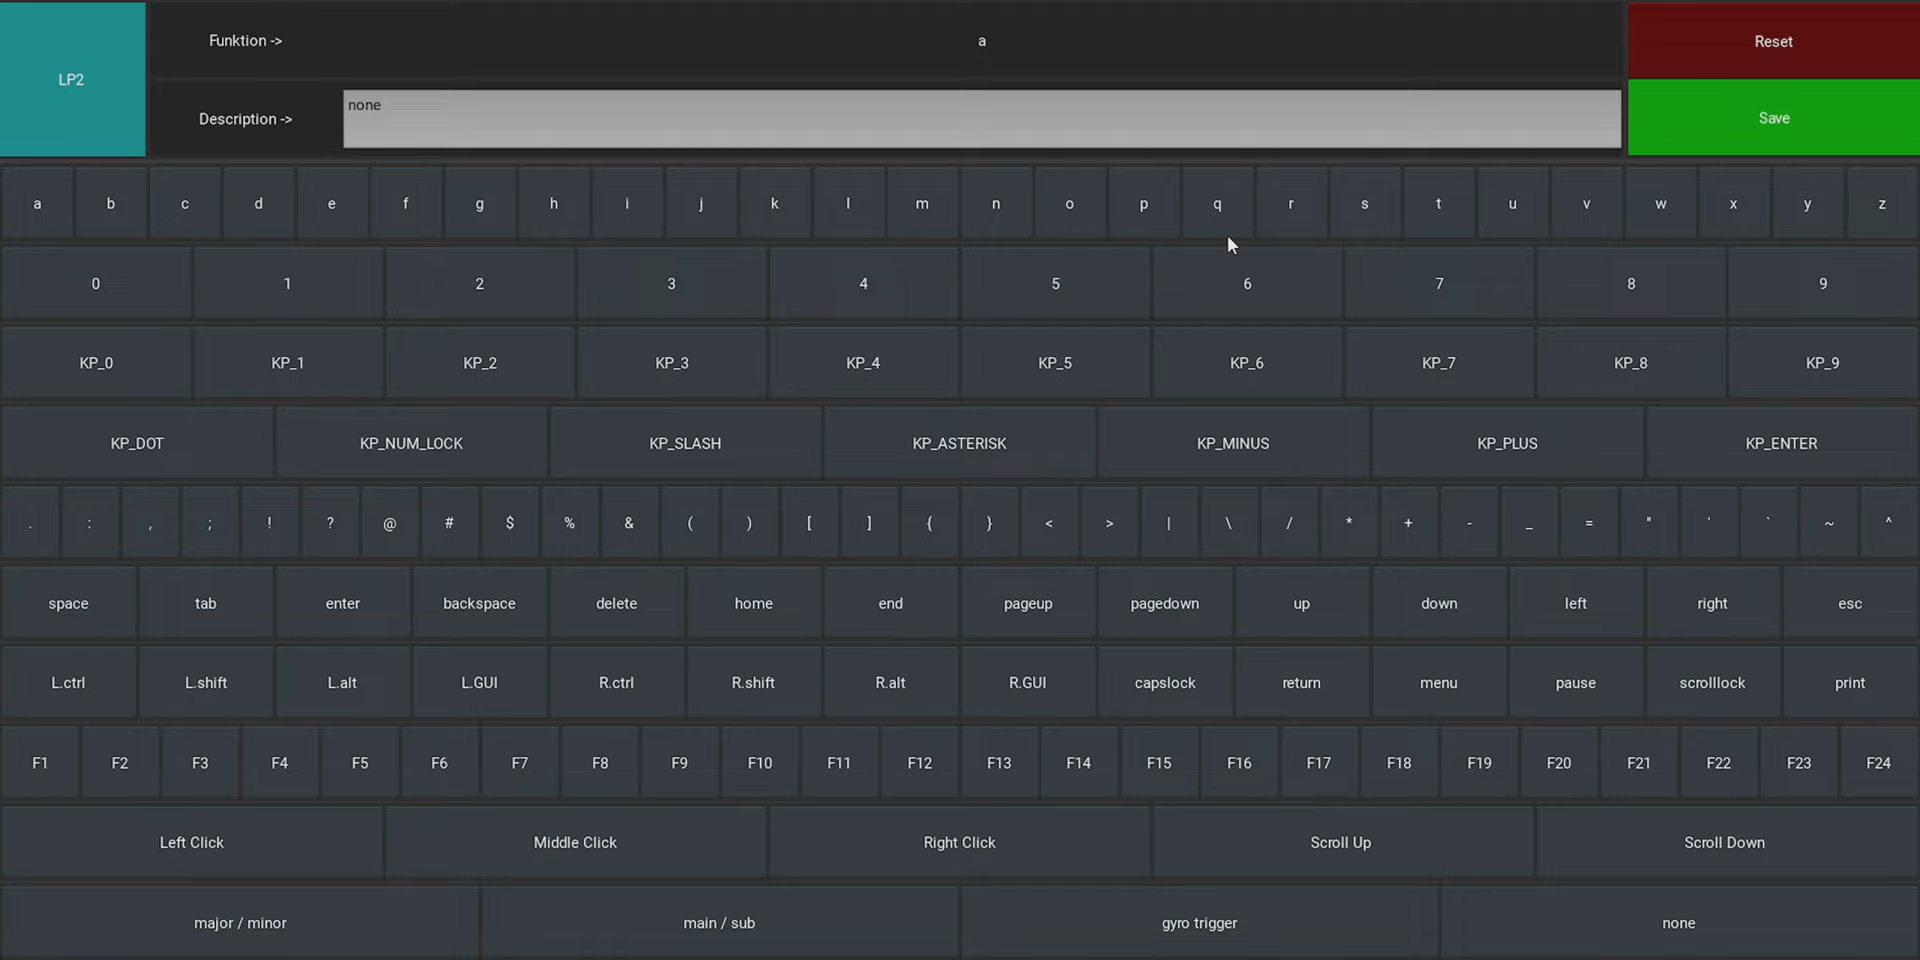 LP2
Funktion -> a
Reset
Description -> none
Save
a b c d e f g h i j k l m n o p q r s t u v w x y z
0 1 2 3 4 5 6 7 8 9
KP_0 KP_1 KP_2 KP_3 KP_4 KP_5 KP_6 KP_7 KP_8 KP_9
KP_DOT KP_NUM_LOCK KP_SLASH KP_ASTERISK KP_MINUS KP_PLUS KP_ENTER
. : , ; ! ? @ # $ % & ( ) [ ] { } < > | \ / * + - _ = " ' ` ~ ^
space tab enter backspace delete home end pageup pagedown up down left right esc
L.ctrl L.shift L.alt L.GUI R.ctrl R.shift R.alt R.GUI capslock return menu pause scrolllock print
F1 F2 F3 F4 F5 F6 F7 F8 F9 F10 F11 F12 F13 F14 F15 F16 F17 F18 F19 F20 F21 F22 F23 F24
Left Click Middle Click Right Click Scroll Up Scroll Down
major / minor main / sub gyro trigger none